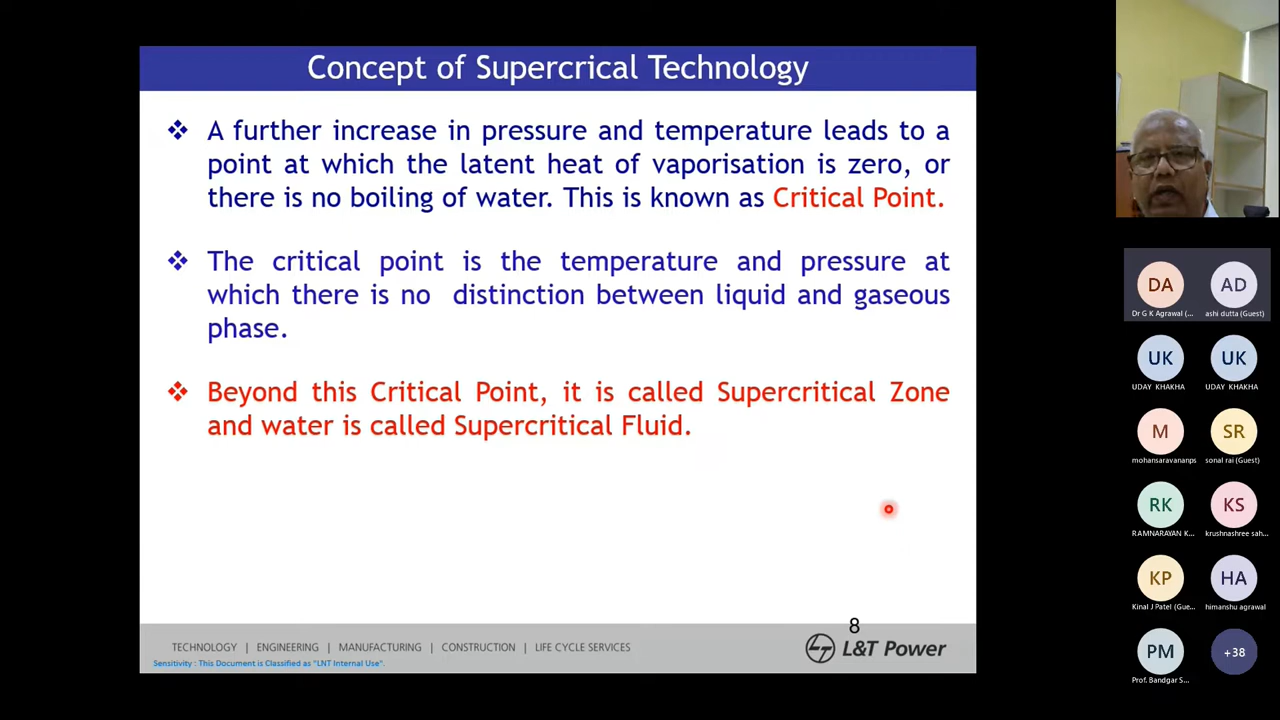 Concept of Supercrical Technology
❖ A further increase in pressure and temperature leads to a
point at which the latent heat of vaporisation is zero, or
there is no boiling of water. This is known as Critical Point.
❖ The critical point is the temperature and pressure at
which there is no distinction between liquid and gaseous
phase.
❖ Beyond this Critical Point, it is called Supercritical Zone
and water is called Supercritical Fluid.
8
TECHNOLOGY | ENGINEERING | MANUFACTURING | CONSTRUCTION | LIFE CYCLE SERVICES
L&T Power
Sensitivity : This Document is Classified as "LNT Internal Use".
DA AD
Dr G K Agrawal (... ashi dutta (Guest)
UK UK
UDAY KHAKHA UDAY KHAKHA
M SR
mohansaravananps sonal rai (Guest)
RK KS
RAMNARAYAN K... krushnashree sah...
KP HA
Kinal J Patel (Gue... himanshu agrawal
PM +38
Prof. Bandgar S...